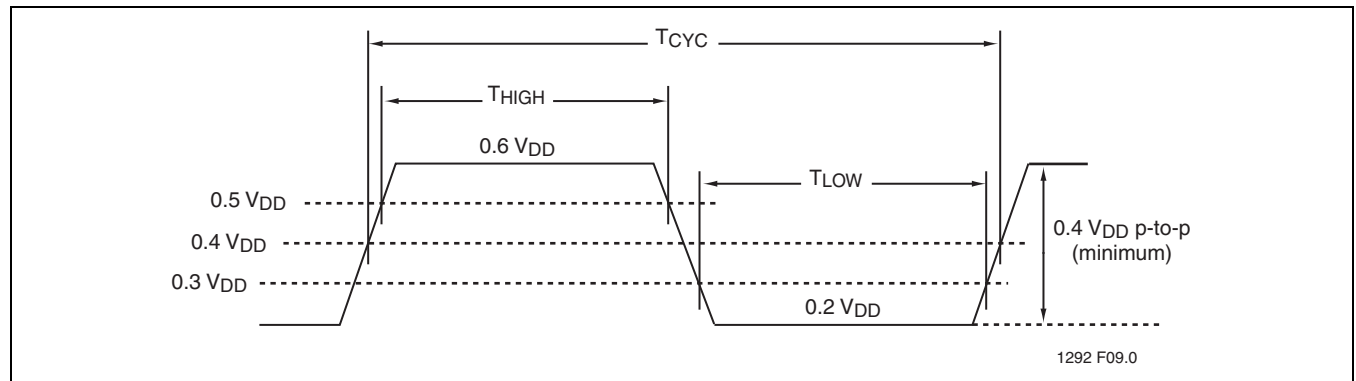 TCYC
THIGH
0.6 VDD
TLOW
0.5 VDD
0.4 VDD
0.4 VDD p-to-p
(minimum)
0.3 VDD
0.2 VDD
1292 F09.0